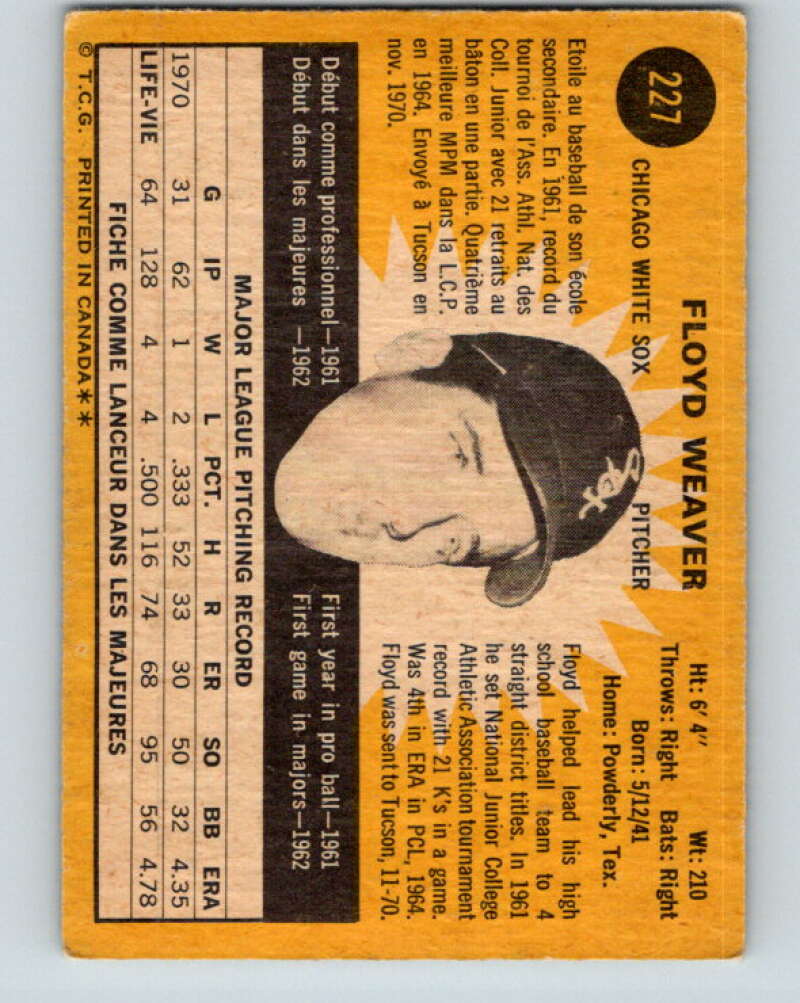 227
FLOYD WEAVER
CHICAGO WHITE SOX PITCHER
Ht: 6' 4" Wt: 210
Throws: Right Bats: Right
Born: 5/12/41
Home: Powderly, Tex.
Etoile au baseball de son école
secondaire. En 1961, record du
tournoi de l'Ass. Athl. Nat. des
Coll. Junior avec 21 retraits au
bâton en une partie. Quatrième
meilleure MPM dans la L.C.P.
en 1964. Envoyé à Tucson en
nov. 1970.
Sox
Floyd helped lead his high
school baseball team to 4
straight district titles. In 1961
he set National Junior College
Athletic Association tournament
record with 21 K's in a game.
Was 4th in ERA in PCL, 1964.
Floyd was sent to Tucson, 11-70.
Début comme professionnel—1961
Début dans les majeures —1962
First year in pro ball—1961
First game in majors—1962
MAJOR LEAGUE PITCHING RECORD
G IP W L PCT. H R ER SO BB ERA
1970 31 62 1 2 .333 52 33 30 50 32 4.35
LIFE-VIE 64 128 4 4 .500 116 74 68 95 56 4.78
FICHE COMME LANCEUR DANS LES MAJEURES
© T.C.G. PRINTED IN CANADA**